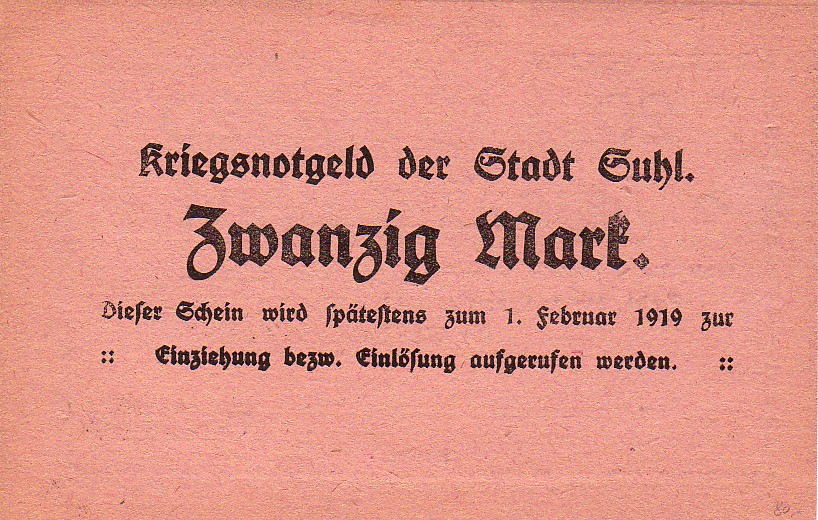 Kriegsnotgeld der Stadt Suhl.
Zwanzig Mark.
Dieser Schein wird spätestens zum 1. Februar 1919 zur
:: Einziehung bezw. Einlösung aufgerufen werden. ::
80,-